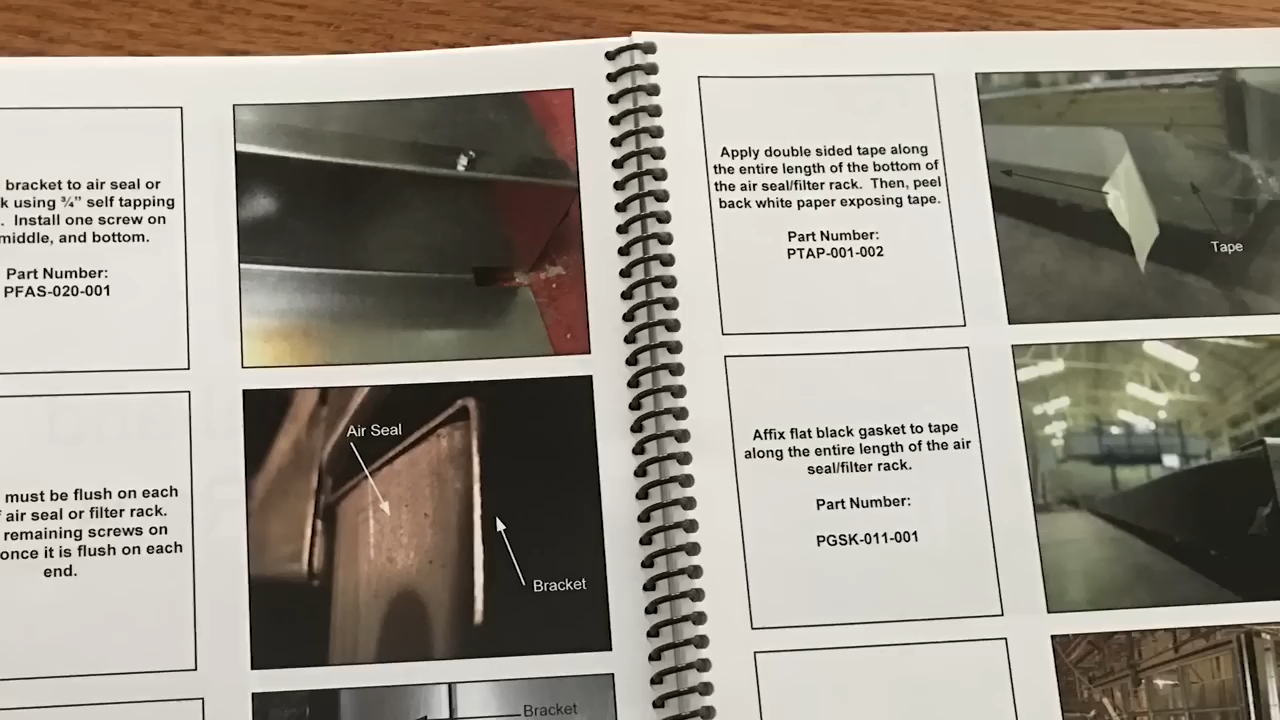 bracket to air seal or
k using ¾” self tapping
. Install one screw on
middle, and bottom.
Part Number:
PFAS-020-001
must be flush on each
air seal or filter rack.
remaining screws on
once it is flush on each
end.
Air Seal
Bracket
Bracket
Apply double sided tape along
the entire length of the bottom of
the air seal/filter rack. Then, peel
back white paper exposing tape.
Part Number:
PTAP-001-002
Tape
Affix flat black gasket to tape
along the entire length of the air
seal/filter rack.
Part Number:
PGSK-011-001